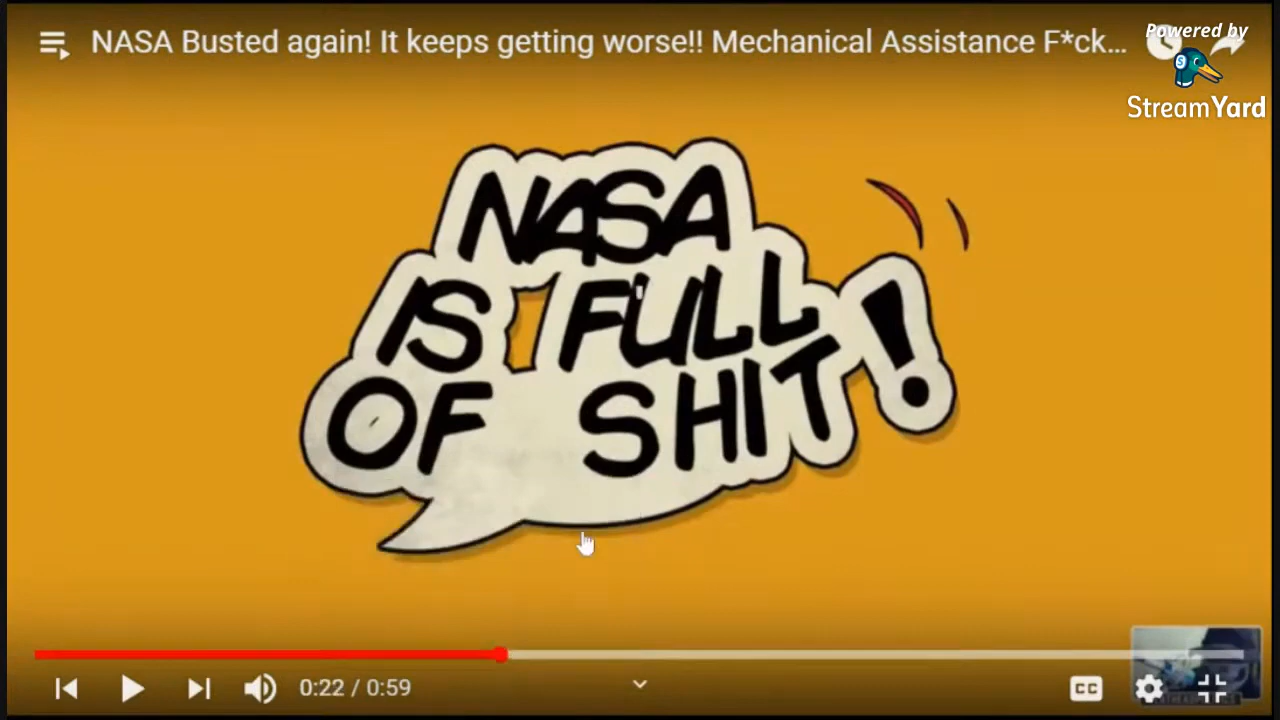 NASA Busted again! It keeps getting worse!! Mechanical Assistance F*ck...
Powered by
StreamYard
NASA
IS FULL
OF SHIT!
0:22 / 0:59
CC